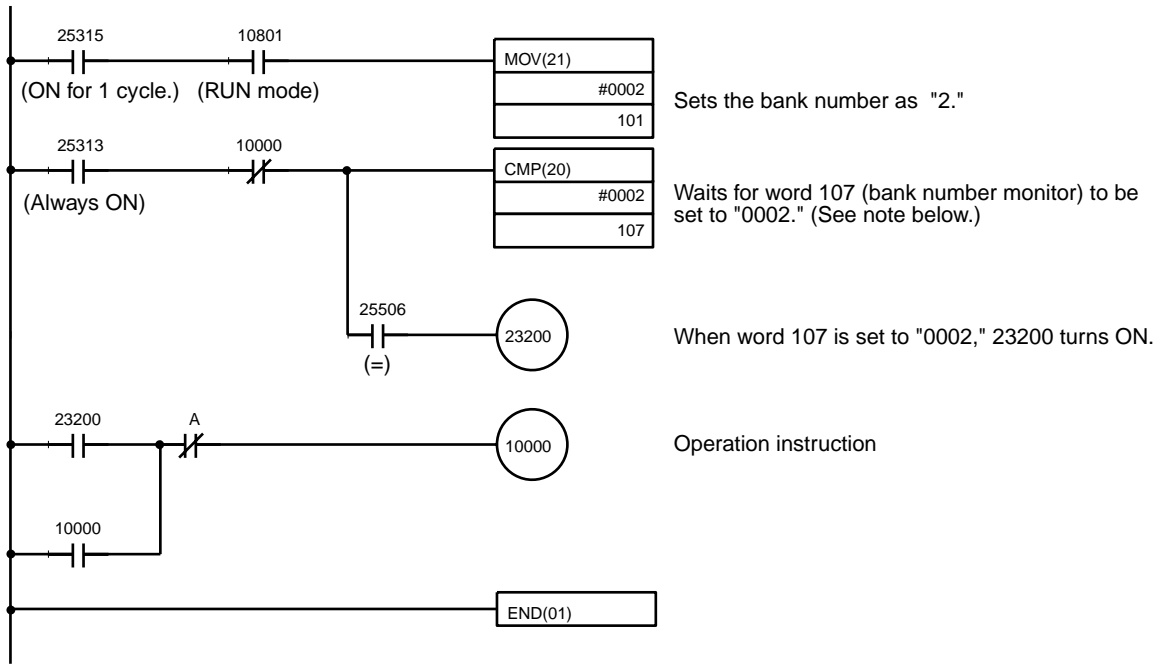 25315
10801
MOV(21)
(ON for 1 cycle.)
(RUN mode)
#0002
101
Sets the bank number as "2."
25313
10000
CMP(20)
(Always ON)
#0002
107
Waits for word 107 (bank number monitor) to be
set to "0002." (See note below.)
25506
23200
(=)
When word 107 is set to "0002," 23200 turns ON.
23200
A
10000
Operation instruction
10000
END(01)